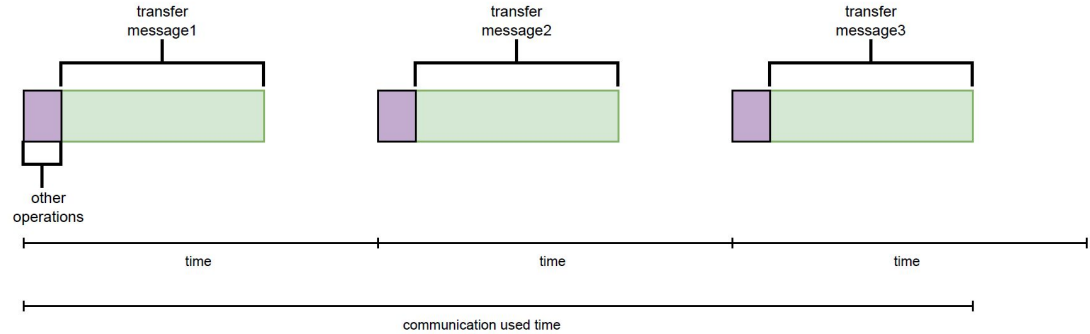 transfer
message1
transfer
message2
transfer
message3
other
operations
time
time
time
communication used time